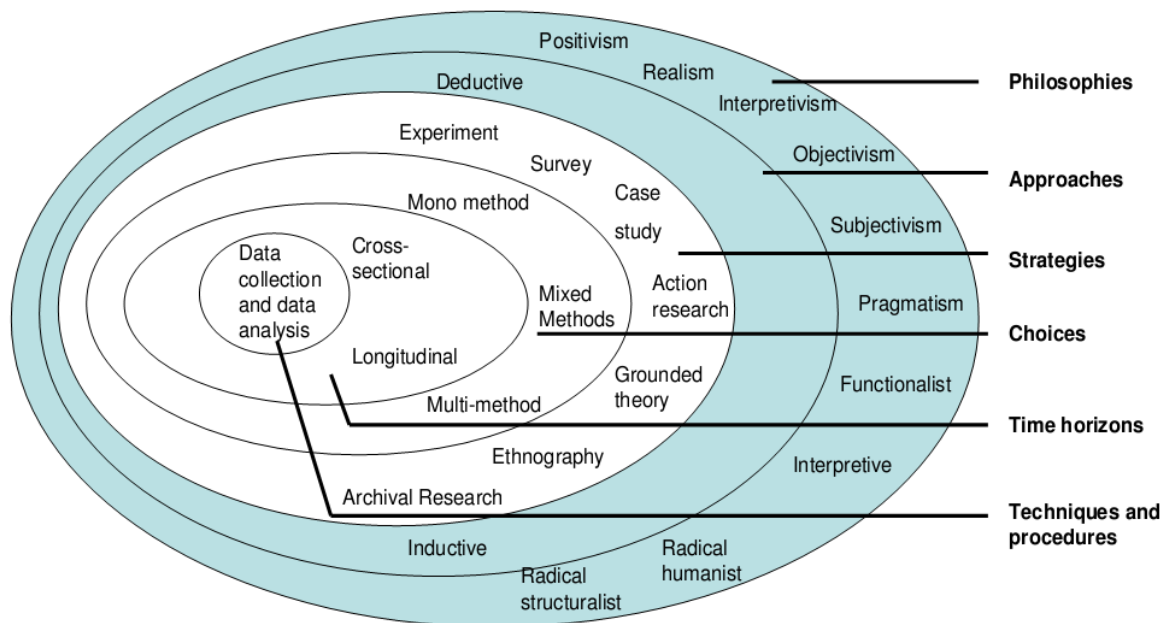 Positivism
Realism
Interpretivism
Objectivism
Subjectivism
Pragmatism
Functionalist
Interpretive
Radical
humanist
Radical
structuralist
Deductive
Inductive
Experiment
Survey
Case
study
Action
research
Grounded
theory
Ethnography
Archival Research
Mono method
Mixed
Methods
Multi-method
Cross-
sectional
Longitudinal
Data
collection
and data
analysis
Philosophies
Approaches
Strategies
Choices
Time horizons
Techniques and
procedures